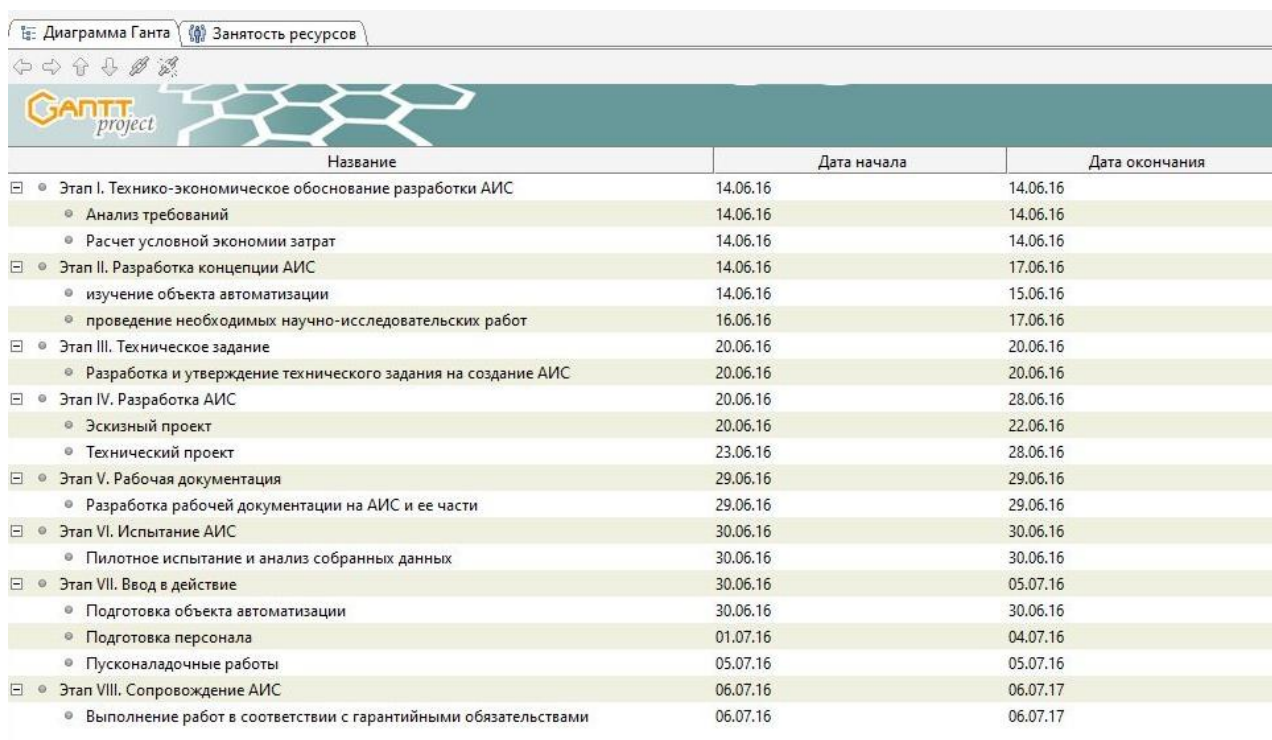 Диаграмма Ганта Занятость ресурсов
GANTT
project
Название Дата начала Дата окончания
Этап I. Технико-экономическое обоснование разработки АИС 14.06.16 14.06.16
Анализ требований 14.06.16 14.06.16
Расчет условной экономии затрат 14.06.16 14.06.16
Этап II. Разработка концепции АИС 14.06.16 17.06.16
изучение объекта автоматизации 14.06.16 15.06.16
проведение необходимых научно-исследовательских работ 16.06.16 17.06.16
Этап III. Техническое задание 20.06.16 20.06.16
Разработка и утверждение технического задания на создание АИС 20.06.16 20.06.16
Этап IV. Разработка АИС 20.06.16 28.06.16
Эскизный проект 20.06.16 22.06.16
Технический проект 23.06.16 28.06.16
Этап V. Рабочая документация 29.06.16 29.06.16
Разработка рабочей документации на АИС и ее части 29.06.16 29.06.16
Этап VI. Испытание АИС 30.06.16 30.06.16
Пилотное испытание и анализ собранных данных 30.06.16 30.06.16
Этап VII. Ввод в действие 30.06.16 05.07.16
Подготовка объекта автоматизации 30.06.16 30.06.16
Подготовка персонала 01.07.16 04.07.16
Пусконаладочные работы 05.07.16 05.07.16
Этап VIII. Сопровождение АИС 06.07.16 06.07.17
Выполнение работ в соответствии с гарантийными обязательствами 06.07.16 06.07.17